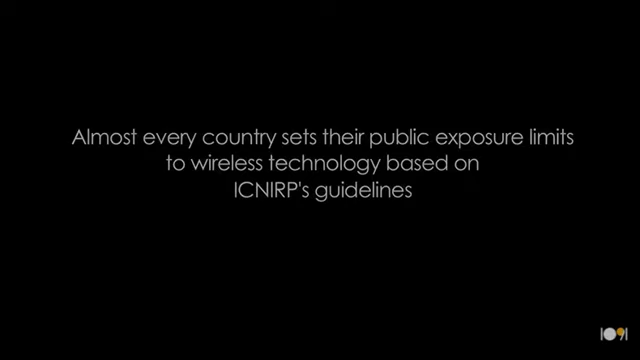 Almost every country sets their public exposure limits
to wireless technology based on
ICNIRP's guidelines